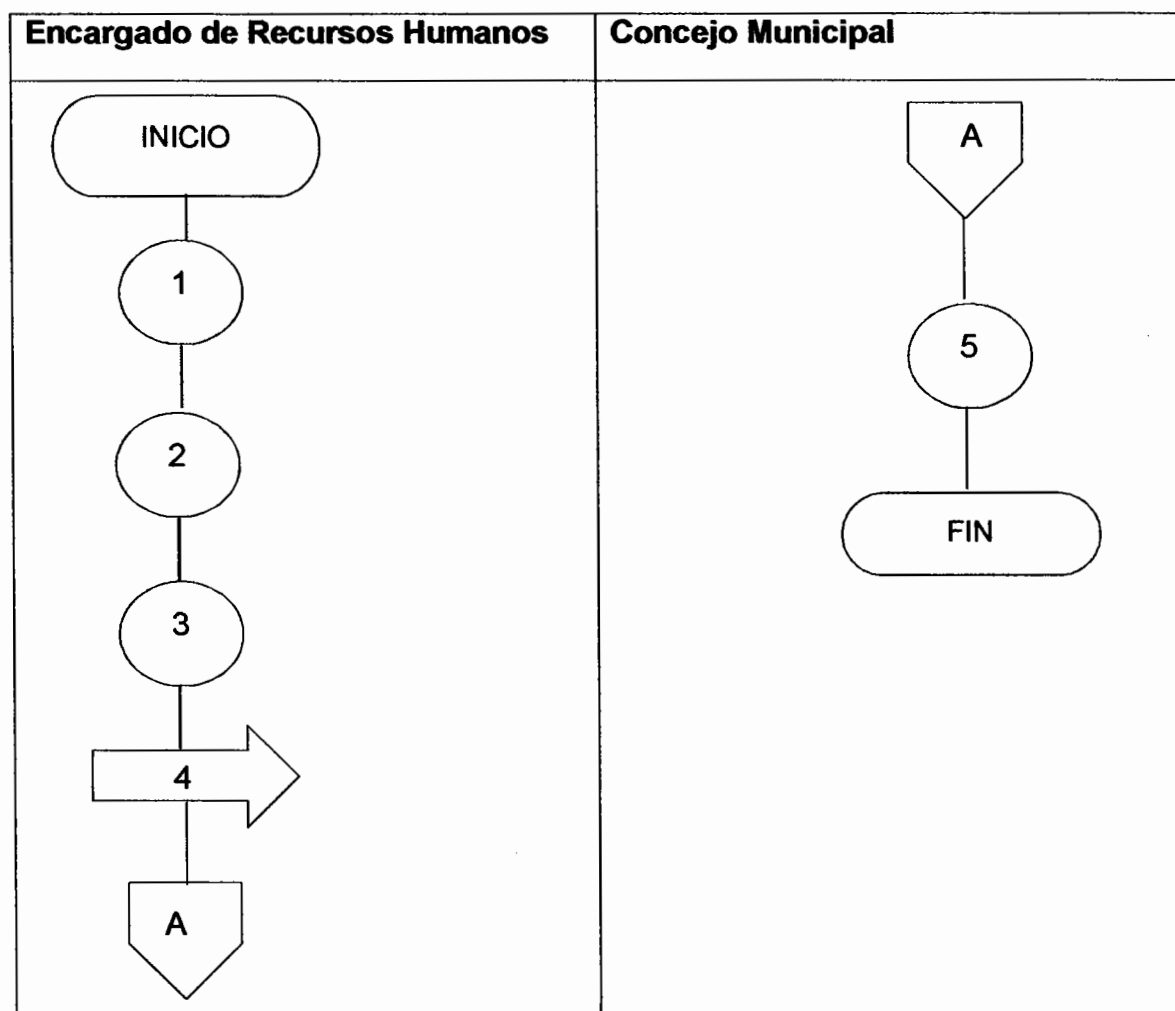 Encargado de Recursos Humanos
Concejo Municipal
INICIO
1
2
3
4
A
A
5
FIN